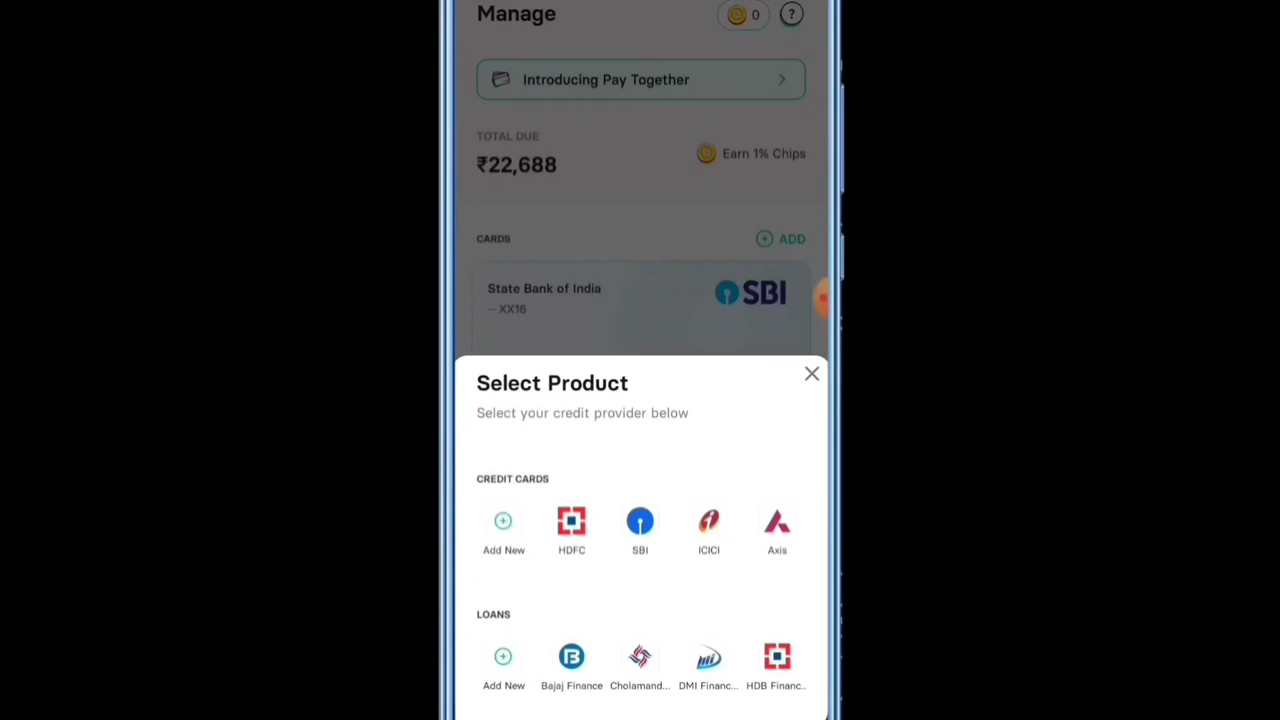 Manage
0
?
Introducing Pay Together
TOTAL DUE
₹22,688
Earn 1% Chips
CARDS
ADD
State Bank of India
SBI
-- XX16
Select Product
Select your credit provider below
CREDIT CARDS
Add New
HDFC
SBI
ICICI
Axis
LOANS
Add New
Bajaj Finance
Cholamand...
DMI Financ...
HDB Financ..